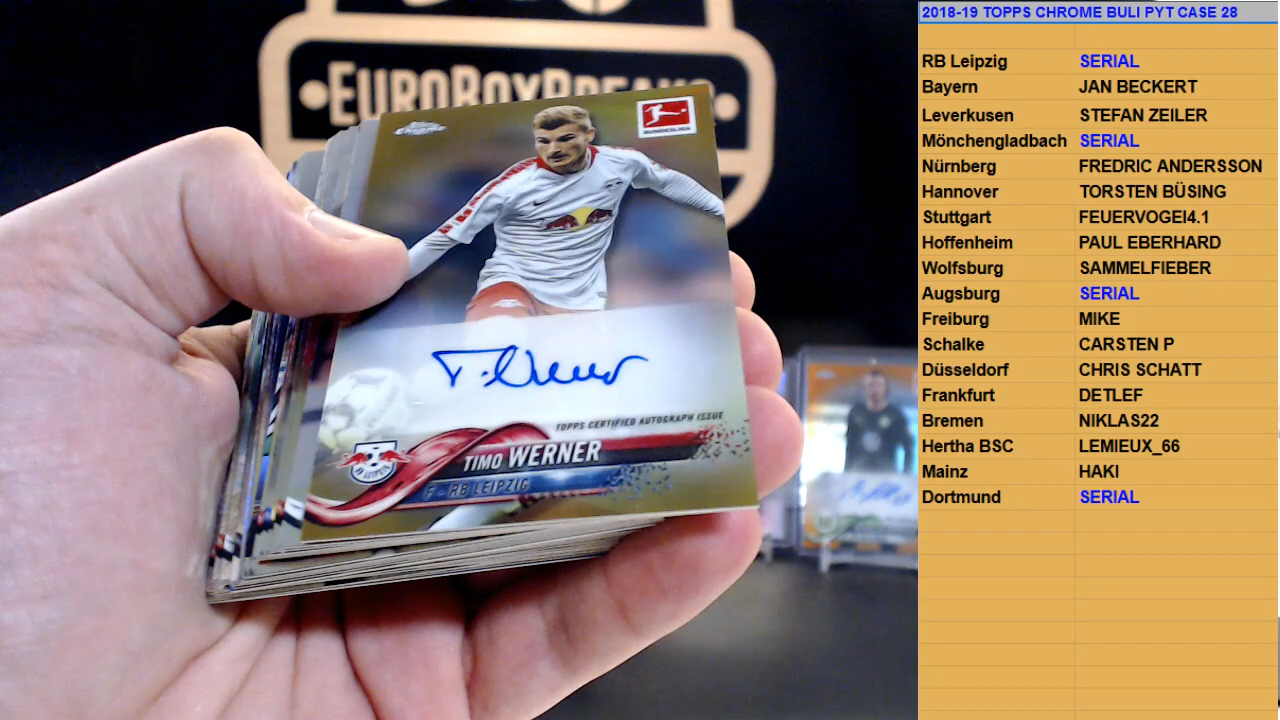 EUROBOXBREAKS
Chrome
BUNDESLIGA
T. Werner
TOPPS CERTIFIED AUTOGRAPH ISSUE
TIMO WERNER
F - RB LEIPZIG
2018-19 TOPPS CHROME BULI PYT CASE 28
RB Leipzig SERIAL
Bayern JAN BECKERT
Leverkusen STEFAN ZEILER
Mönchengladbach SERIAL
Nürnberg FREDRIC ANDERSSON
Hannover TORSTEN BÜSING
Stuttgart FEUERVOGEl4.1
Hoffenheim PAUL EBERHARD
Wolfsburg SAMMELFIEBER
Augsburg SERIAL
Freiburg MIKE
Schalke CARSTEN P
Düsseldorf CHRIS SCHATT
Frankfurt DETLEF
Bremen NIKLAS22
Hertha BSC LEMIEUX_66
Mainz HAKI
Dortmund SERIAL